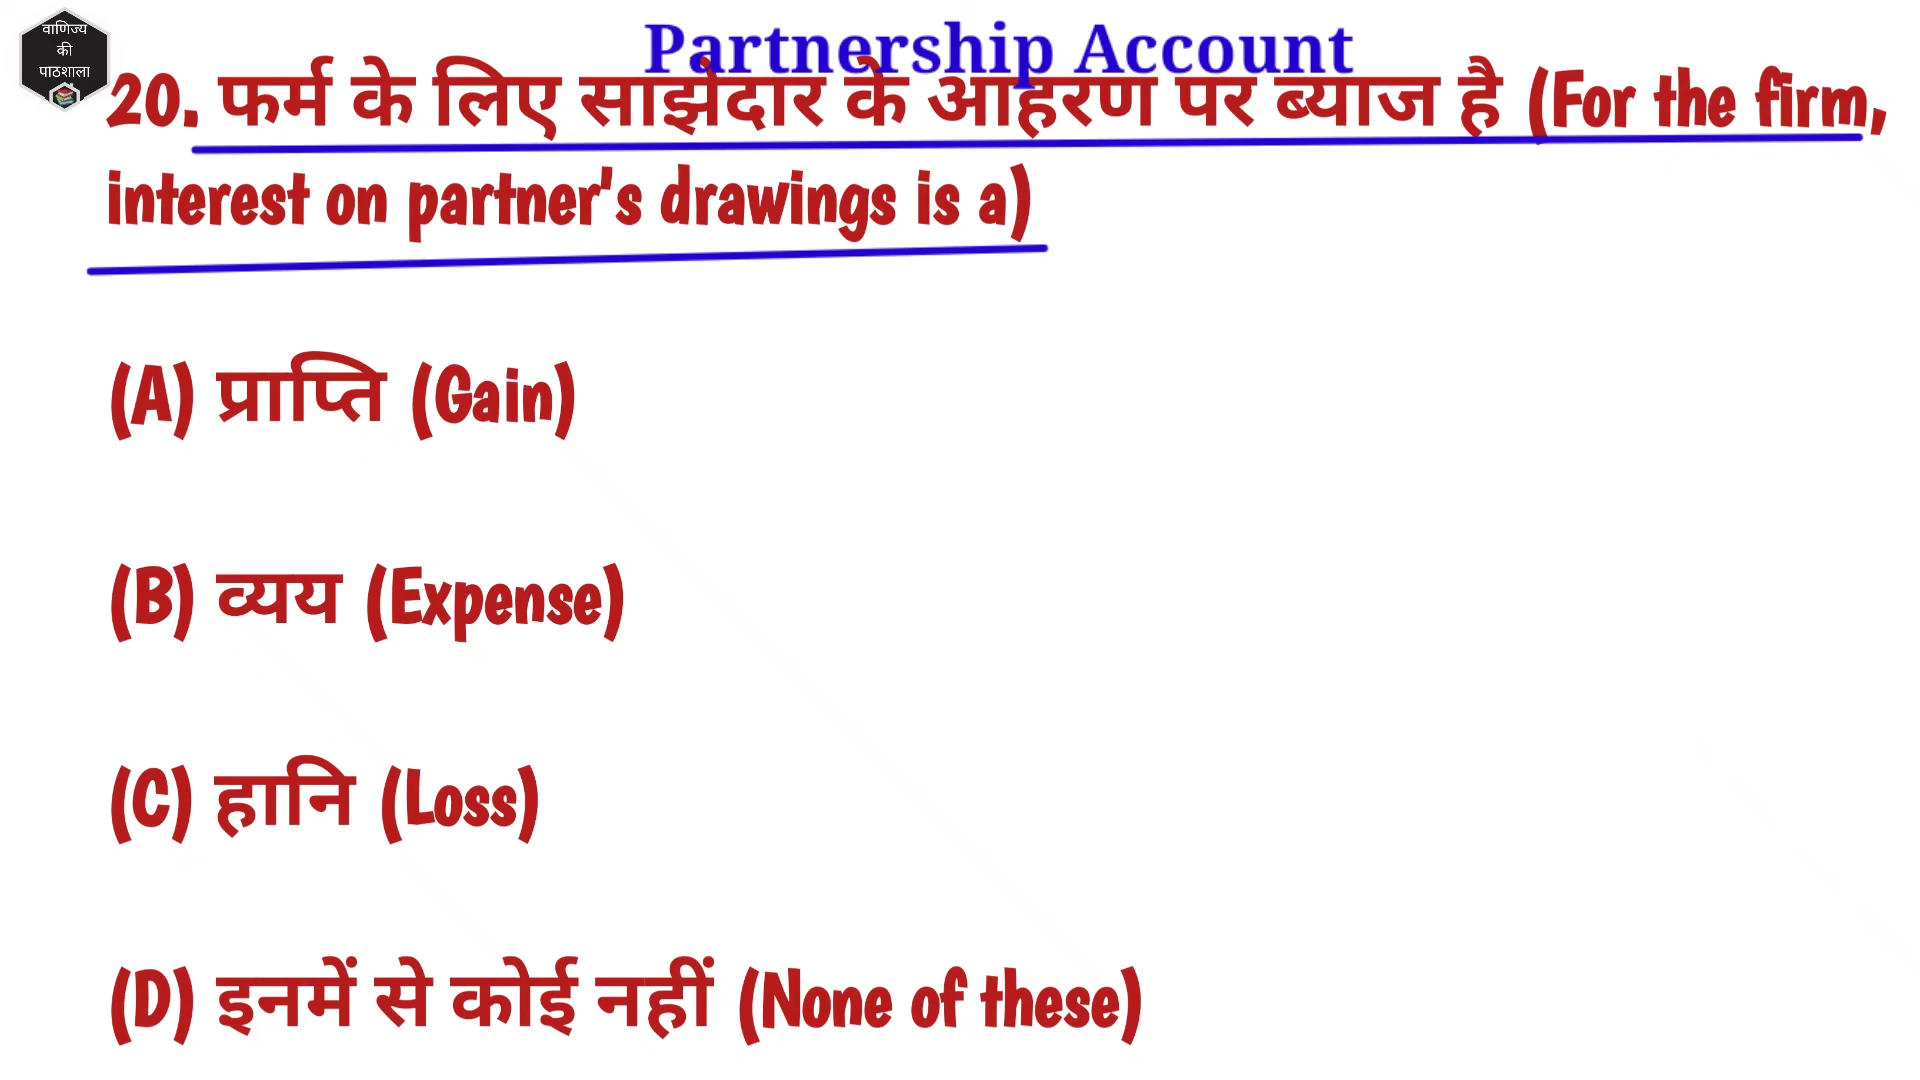 वाणिज्य
की
पाठशाला
Partnership Account
20. फर्म के लिए साझेदार के आहरण पर ब्याज है (For the firm,
interest on partner's drawings is a)
(A) प्राप्ति (Gain)
(B) व्यय (Expense)
(C) हानि (Loss)
(D) इनमें से कोई नहीं (None of these)